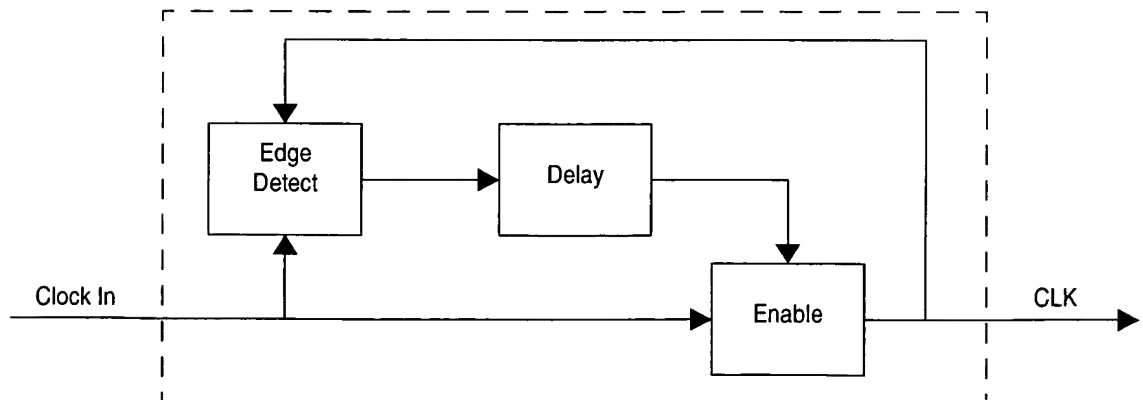 Edge
Detect
Delay
Clock In
Enable
CLK